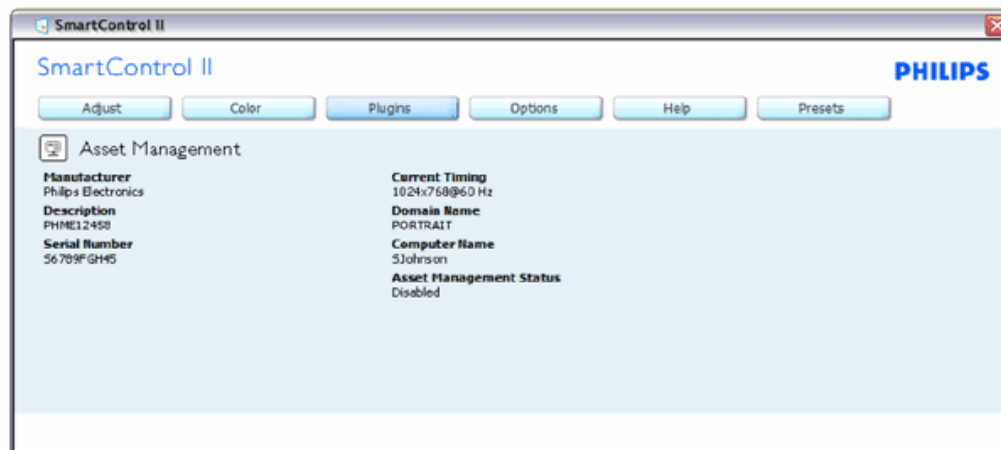 SmartControl II
SmartControl II
PHILIPS
Adjust Color Plugins Options Help Presets
Asset Management
Manufacturer
Philips Electronics
Description
PHME12458
Serial Number
S6789FGH45
Current Timing
1024x768@60 Hz
Domain Name
PORTRAIT
Computer Name
SJohnson
Asset Management Status
Disabled